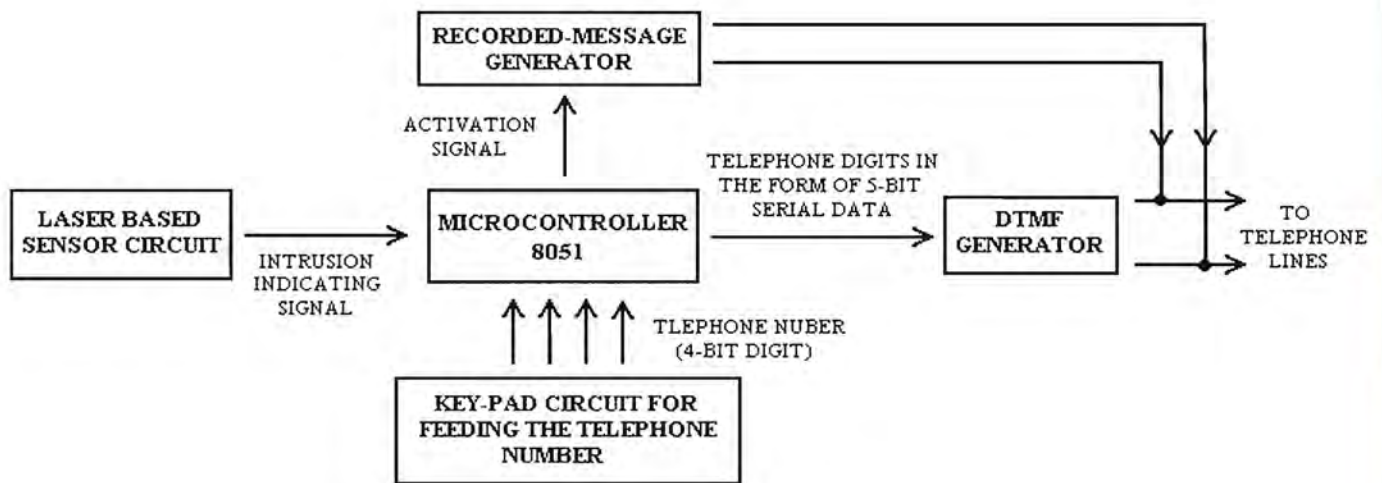 RECORDED-MESSAGE
GENERATOR
ACTIVATION
SIGNAL
TELEPHONE DIGITS IN
THE FORM OF 5-BIT
SERIAL DATA
LASER BASED
SENSOR CIRCUIT
INTRUSION
INDICATING
SIGNAL
MICROCONTROLLER
8051
DTMF
GENERATOR
TO
TELEPHONE
LINES
TLEPHONE NUBER
(4-BIT DIGIT)
KEY-PAD CIRCUIT FOR
FEEDING THE TELEPHONE
NUMBER